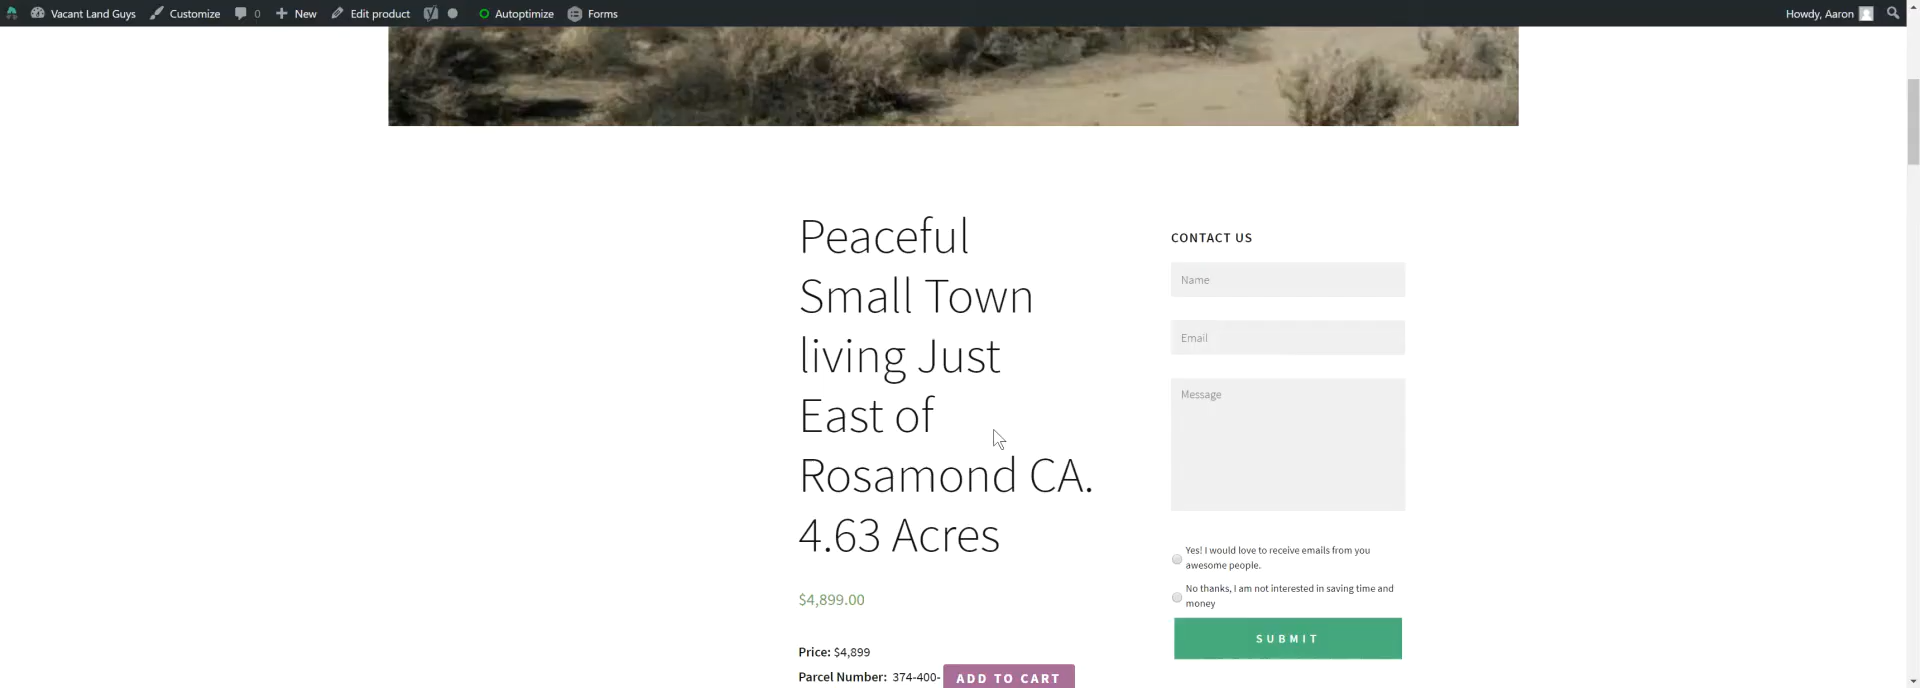 Vacant Land Guys Customize 0 New Edit product Autoptimize Forms Howdy, Aaron
Peaceful
Small Town
living Just
East of
Rosamond CA.
4.63 Acres
$4,899.00
Price: $4,899
Parcel Number: 374-400-
ADD TO CART
CONTACT US
Name
Email
Message
Yes! I would love to receive emails from you
awesome people.
No thanks, I am not interested in saving time and
money
SUBMIT